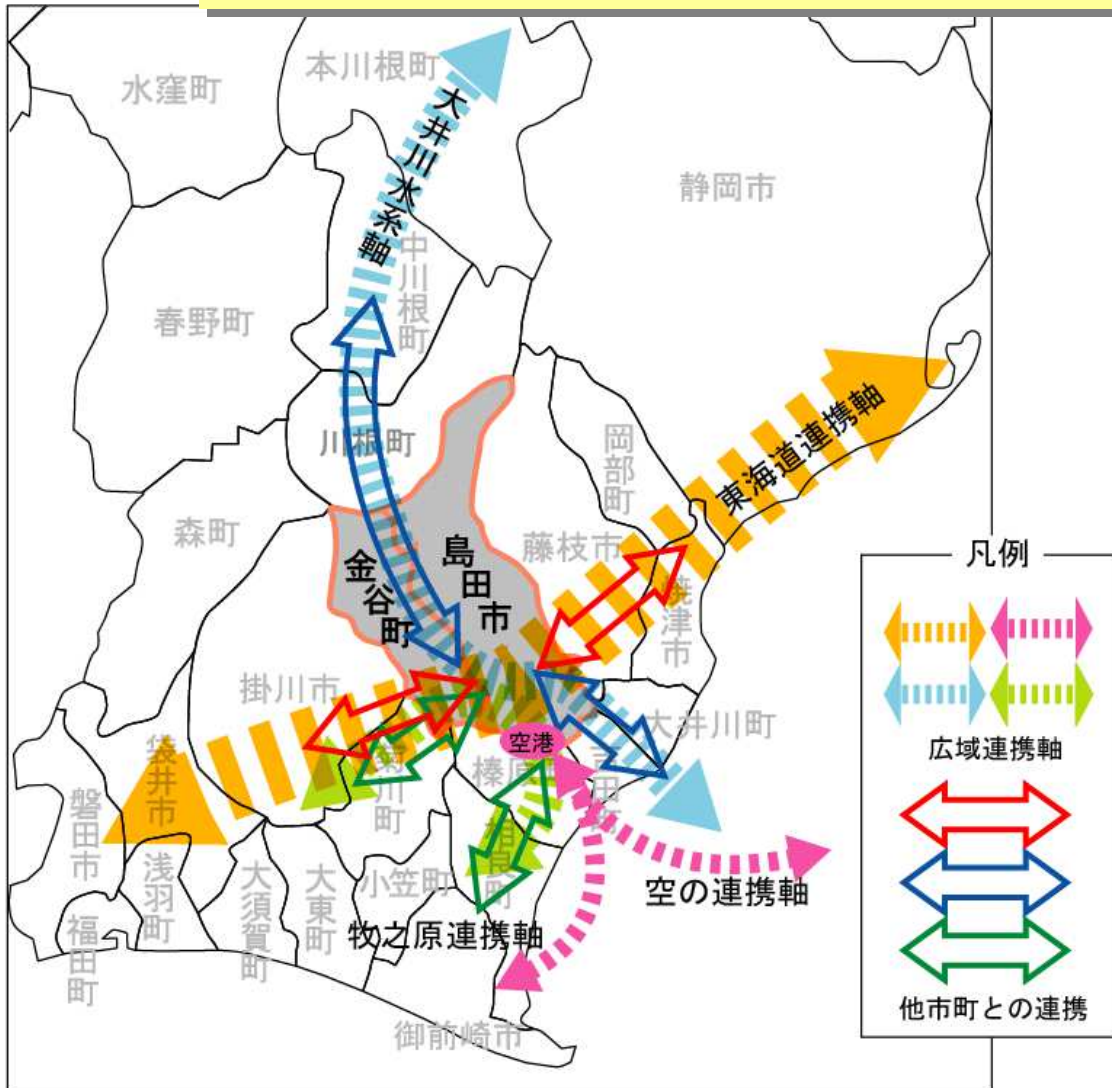 本川根町
水窪町
大井川水系軸
静岡市
中川根町
春野町
東海道連携軸
川根町
岡部町
森町
藤枝市
島田市
金谷町
焼津市
凡例
掛川市
大井川町
空港
袋井市
菊川町
榛原町
吉田町
広域連携軸
磐田市
浅羽町
大須賀町
大東町
小笠町
相良町
空の連携軸
牧之原連携軸
福田町
他市町との連携
御前崎市